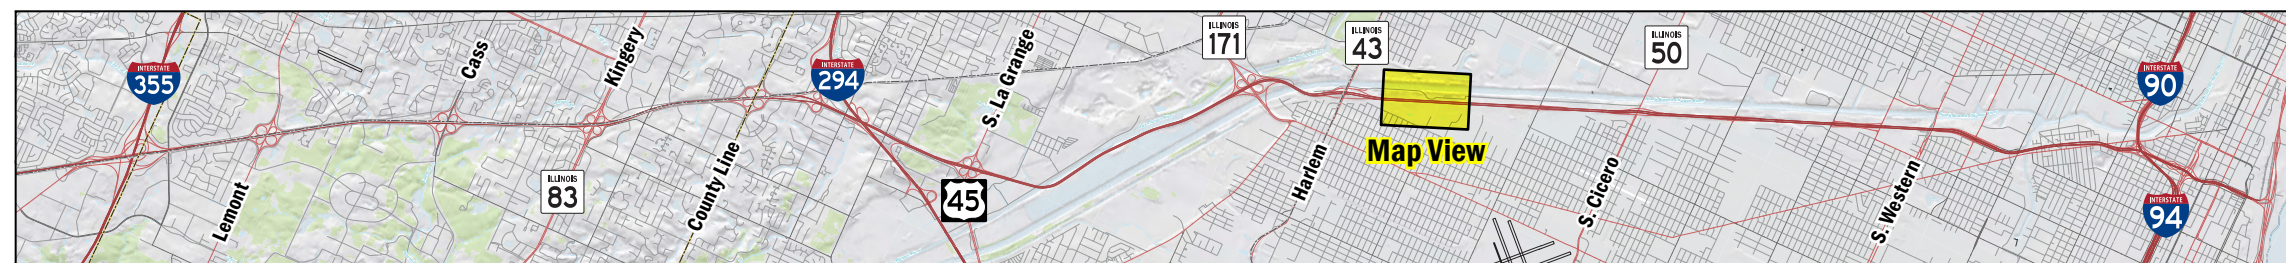 INTERSTATE
355
Lemont
Cass
ILLINOIS
83
Kingery
County Line
INTERSTATE
294
45
S. La Grange
ILLINOIS
171
Harlem
ILLINOIS
43
Map View
S. Cicero
ILLINOIS
50
S. Western
INTERSTATE
90
INTERSTATE
94